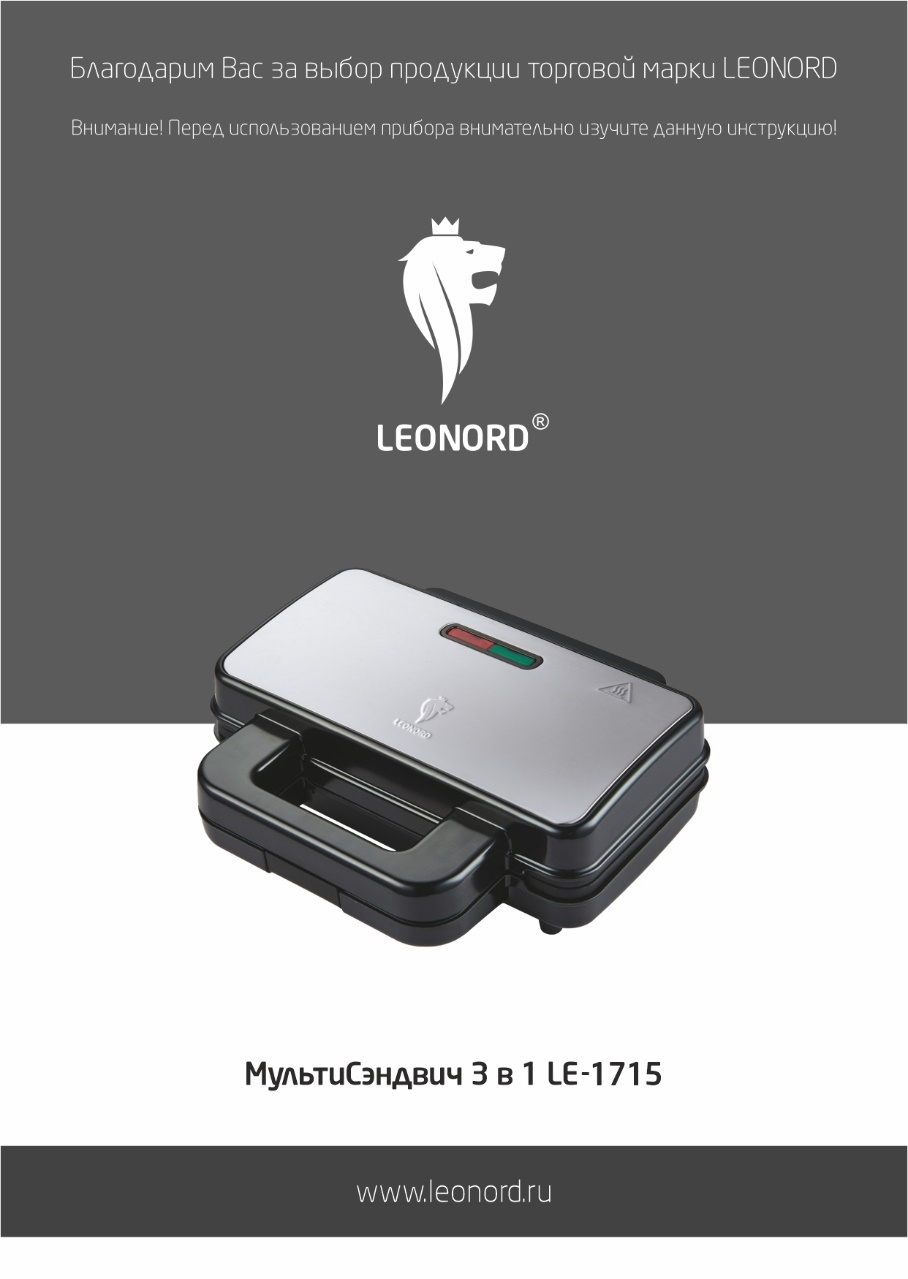 Благодарим Вас за выбор продукции торговой марки LEONORD
Внимание! Перед использованием прибора внимательно изучите данную инструкцию!
LEONORD®
LEONORD
МультиСэндвич 3 в 1 LE-1715
www.leonord.ru